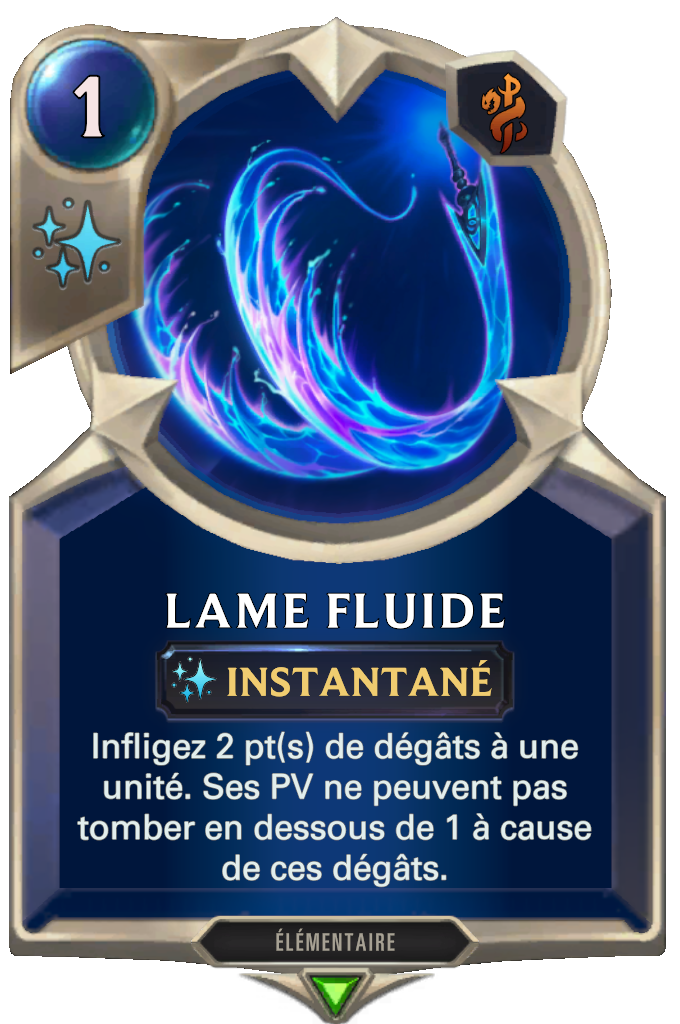 1
LAME FLUIDE
INSTANTANÉ
Infligez 2 pt(s) de dégâts à une
unité. Ses PV ne peuvent pas
tomber en dessous de 1 à cause
de ces dégâts.
ÉLÉMENTAIRE